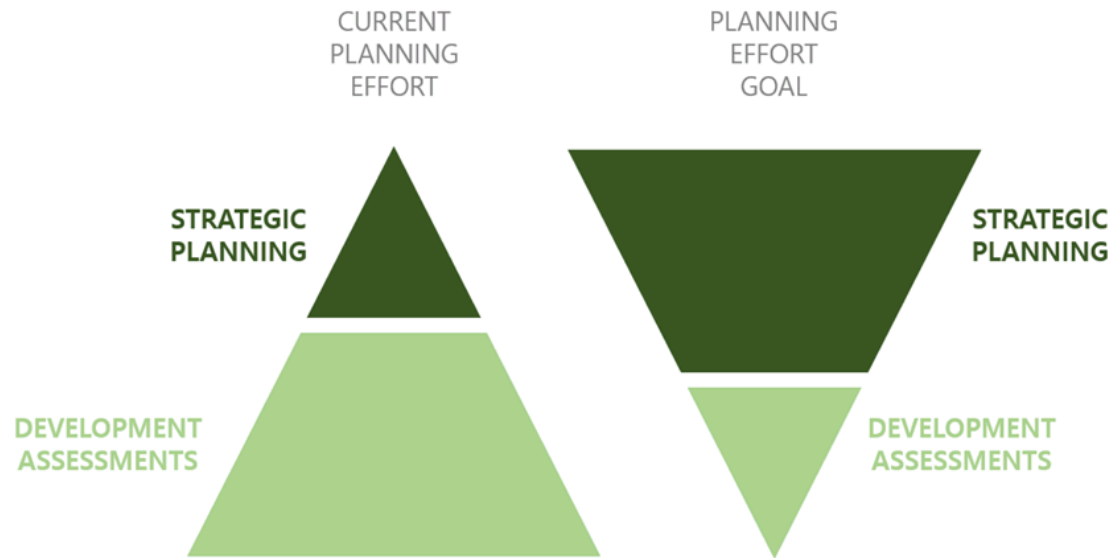 CURRENT
PLANNING
EFFORT
PLANNING
EFFORT
GOAL
STRATEGIC
PLANNING
STRATEGIC
PLANNING
DEVELOPMENT
ASSESSMENTS
DEVELOPMENT
ASSESSMENTS